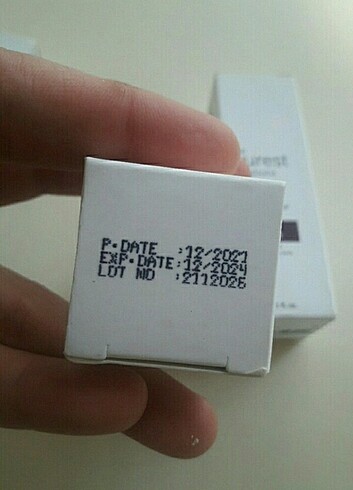 P.DATE :12/2021
EXP.DATE:12/2024
LOT NO :2112026